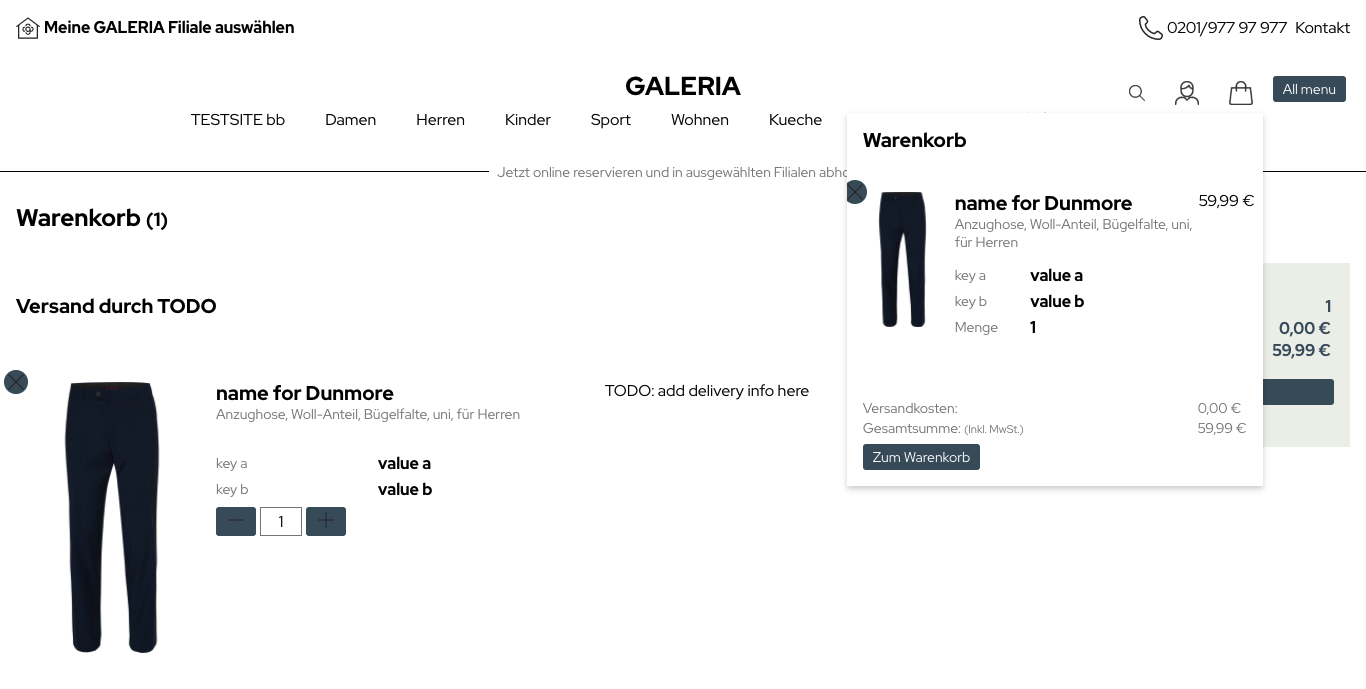 Meine GALERIA Filiale auswählen
0201/977 97 977 Kontakt
GALERIA
All menu
TESTSITE bb Damen Herren Kinder Sport Wohnen Kueche
Jetzt online reservieren und in ausgewählten Filialen
Warenkorb (1)
Versand durch TODO
name for Dunmore
Anzughose, Woll-Anteil, Bügelfalte, uni, für Herren
key a value a
key b value b
1
TODO: add delivery info here
Warenkorb
name for Dunmore 59,99 €
Anzughose, Woll-Anteil, Bügelfalte, uni,
für Herren
key a value a
key b value b
Menge 1
Versandkosten: 0,00 €
Gesamtsumme: (Inkl. MwSt.) 59,99 €
Zum Warenkorb
1
0,00 €
59,99 €